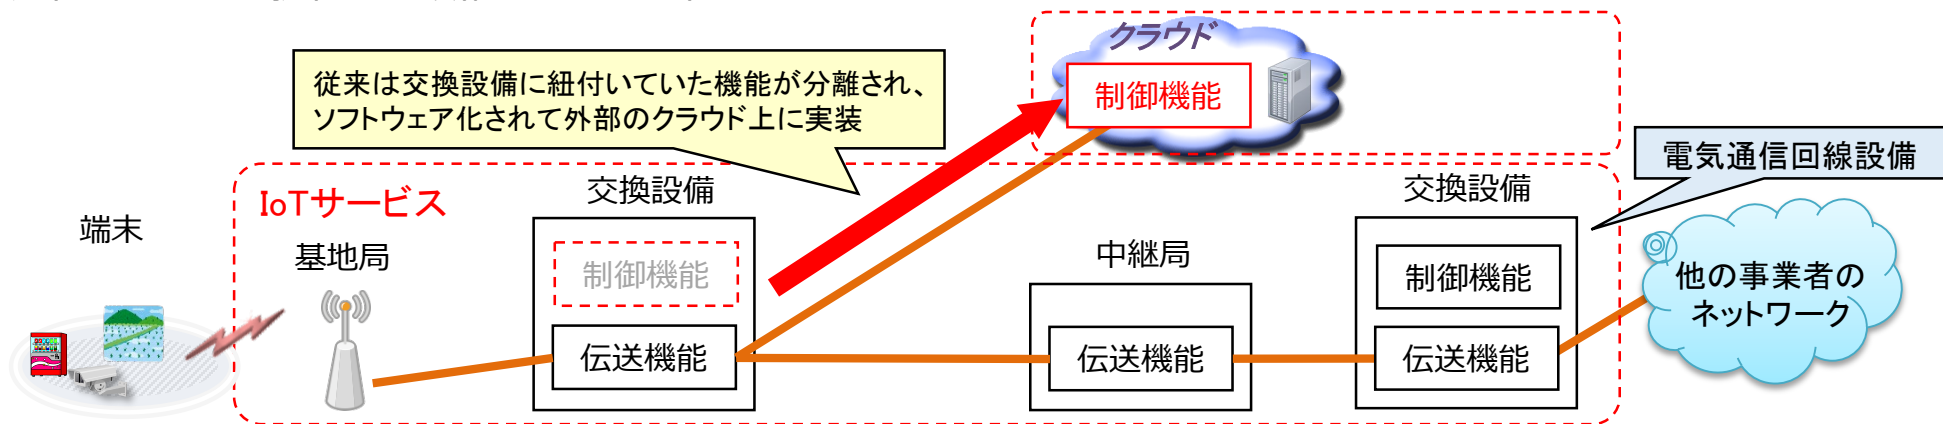 クラウド
制御機能
従来は交換設備に紐付いていた機能が分離され、
ソフトウェア化されて外部のクラウド上に実装
電気通信回線設備
IoTサービス
交換設備
交換設備
端末
基地局
中継局
制御機能
制御機能
他の事業者の
ネットワーク
伝送機能
伝送機能
伝送機能